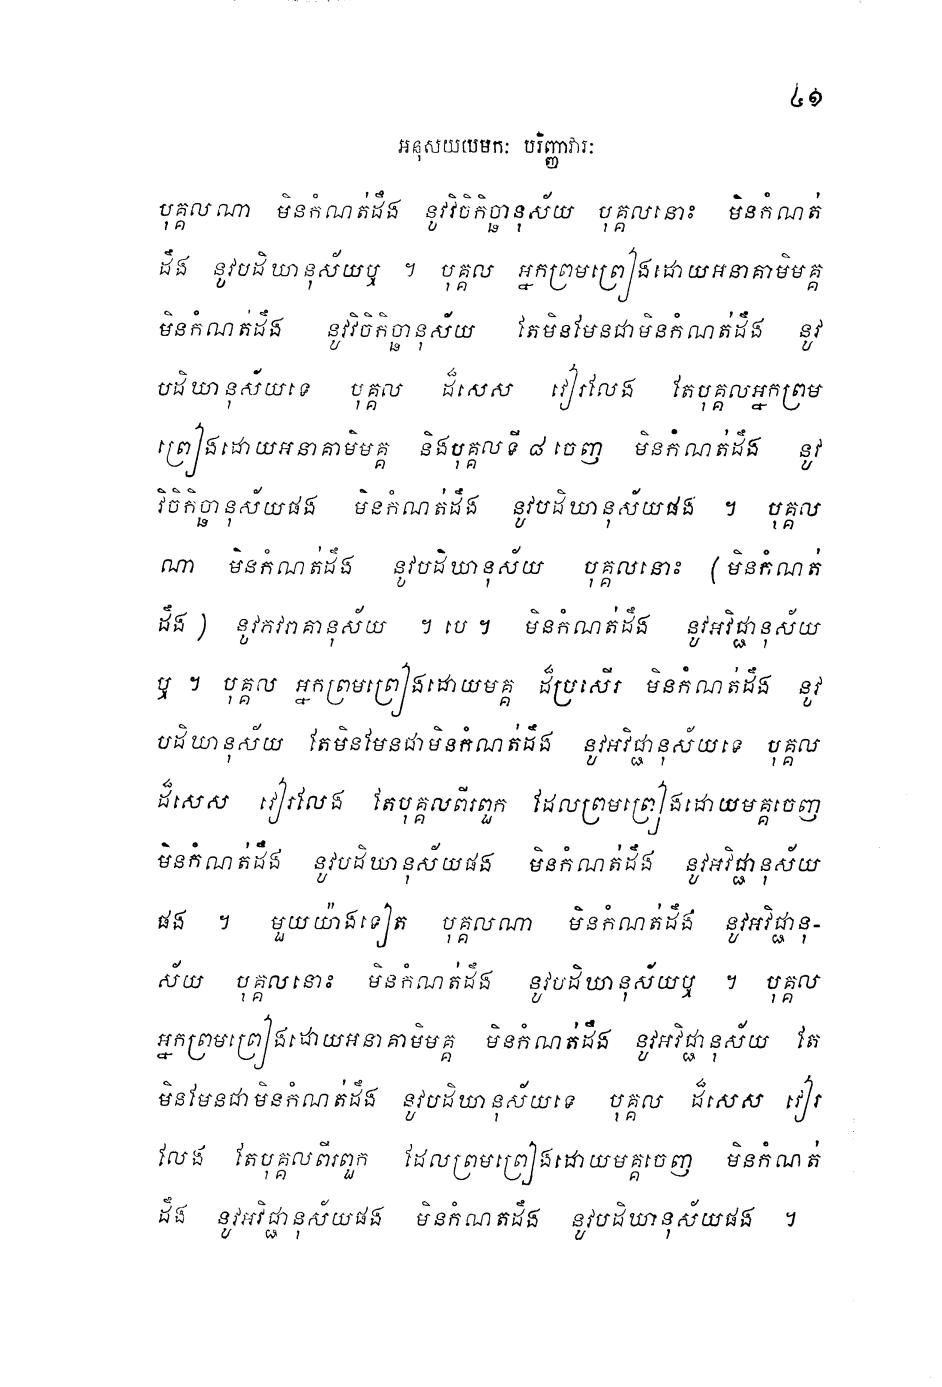 ៤១
អនុសយយមកៈ បរិញ្ញាវារៈ
បុគ្គលណា មិនកំណត់ដឹង នូវវិចិកិច្ឆានុស័យ បុគ្គលនោះ មិនកំណត់
ដឹង នូវបដិឃានុស័យឬ ។ បុគ្គល អ្នកព្រមព្រៀងដោយអនាគាមិមគ្គ
មិនកំណត់ដឹង នូវវិចិកិច្ឆានុស័យ តែមិនមែនជាមិនកំណត់ដឹង នូវ
បដិឃានុស័យទេ បុគ្គល ដ៏សេស វៀរលែង តែបុគ្គលអ្នកព្រម
ព្រៀងដោយអនាគាមិមគ្គ និងបុគ្គលទី ៨ ចេញ មិនកំណត់ដឹង នូវ
វិចិកិច្ឆានុស័យផង មិនកំណត់ដឹង នូវបដិឃានុស័យផង ។ បុគ្គល
ណា មិនកំណត់ដឹង នូវបដិឃានុស័យ បុគ្គលនោះ (មិនកំណត់
ដឹង) នូវភវរាគានុស័យ ។ បេ ។ មិនកំណត់ដឹង នូវអវិជ្ជានុស័យ
ឬ ។ បុគ្គល អ្នកព្រមព្រៀងដោយមគ្គ ដ៏ប្រសើរ មិនកំណត់ដឹង នូវ
បដិឃានុស័យ តែមិនមែនជាមិនកំណត់ដឹង នូវអវិជ្ជានុស័យទេ បុគ្គល
ដ៏សេស វៀរលែង តែបុគ្គលពីរពួក ដែលព្រមព្រៀងដោយមគ្គចេញ
មិនកំណត់ដឹង នូវបដិឃានុស័យផង មិនកំណត់ដឹង នូវអវិជ្ជានុស័យ
ផង ។ មួយយ៉ាងទៀត បុគ្គលណា មិនកំណត់ដឹង នូវអវិជ្ជានុ-
ស័យ បុគ្គលនោះ មិនកំណត់ដឹង នូវបដិឃានុស័យឬ ។ បុគ្គល
អ្នកព្រមព្រៀងដោយអនាគាមិមគ្គ មិនកំណត់ដឹង នូវអវិជ្ជានុស័យ តែ
មិនមែនជាមិនកំណត់ដឹង នូវបដិឃានុស័យទេ បុគ្គល ដ៏សេស វៀរ
លែង តែបុគ្គលពីរពួក ដែលព្រមព្រៀងដោយមគ្គចេញ មិនកំណត់
ដឹង នូវអវិជ្ជានុស័យផង មិនកំណតដឹង នូវបដិឃានុស័យផង ។